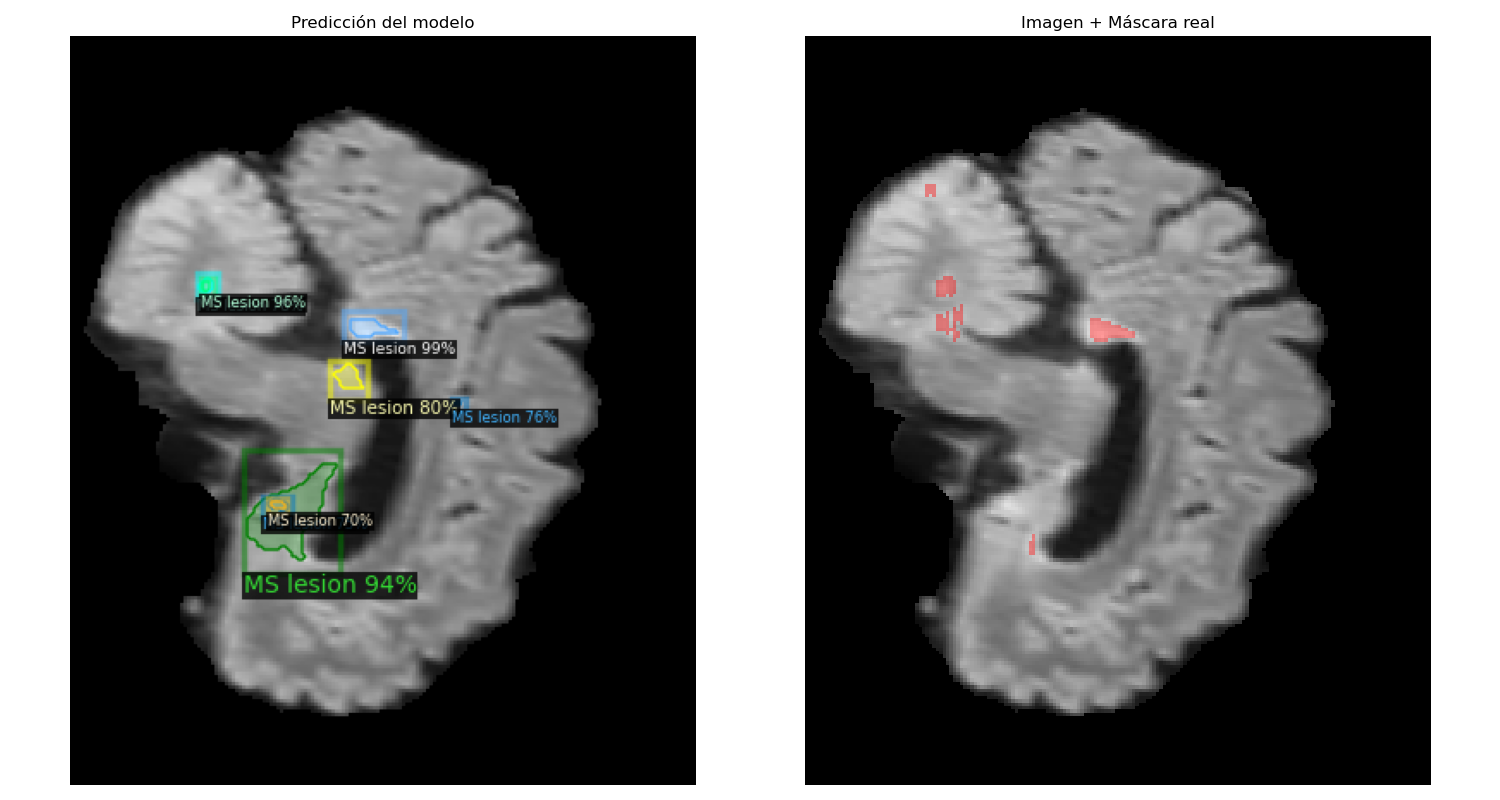 Predicción del modelo
Imagen + Máscara real
MS lesion 96%
MS lesion 99%
MS lesion 80%
MS lesion 76%
MS lesion 70%
MS lesion 94%